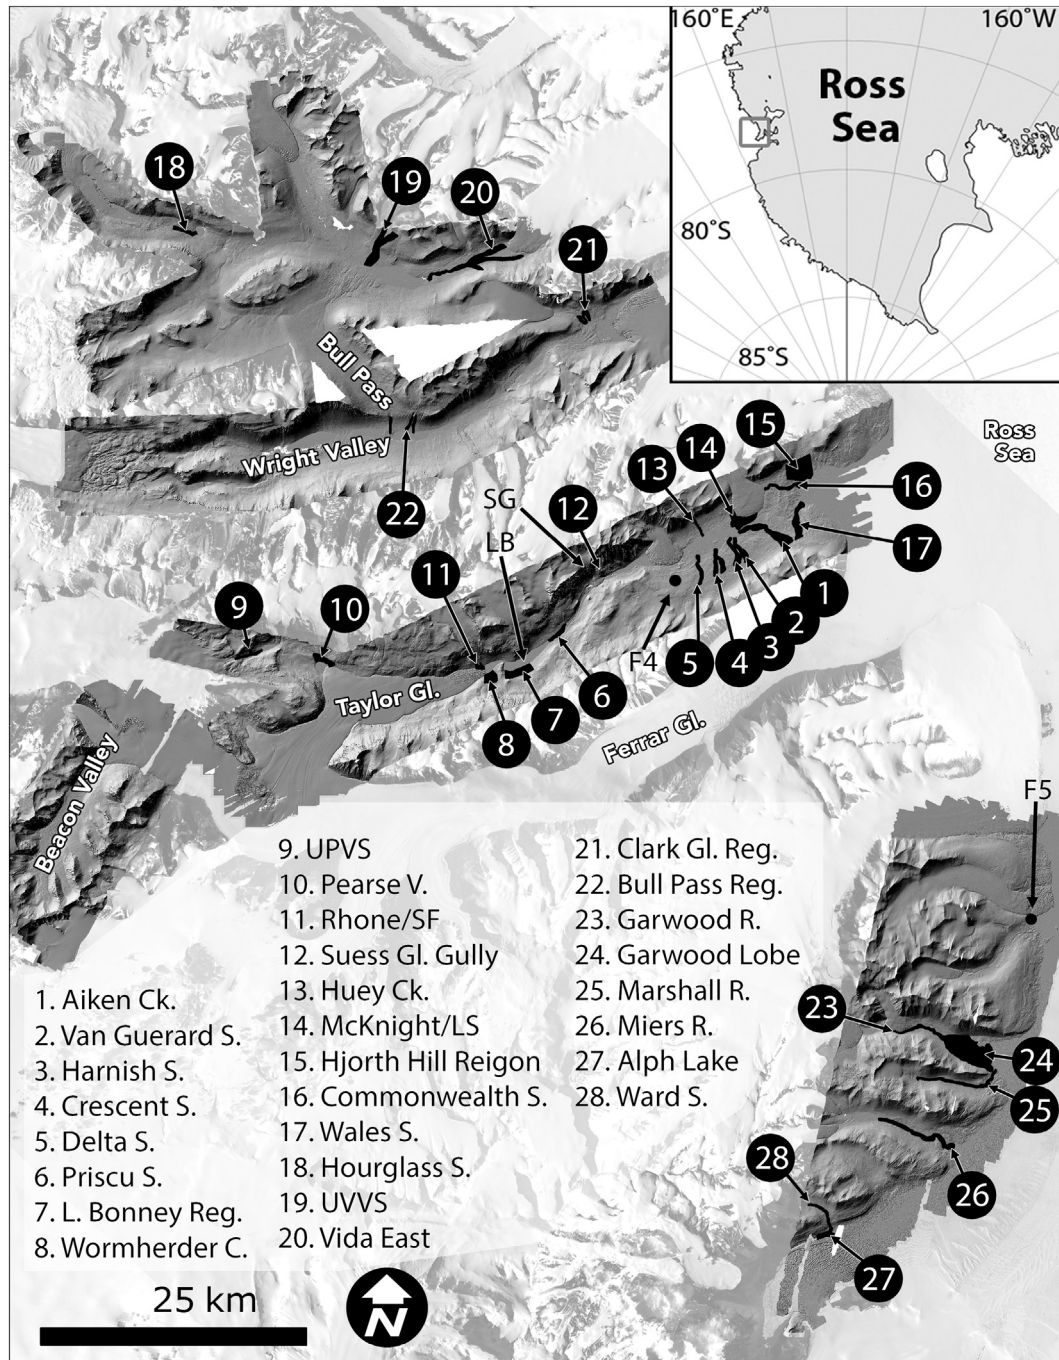 160˚E
160˚W
Ross
Sea
80˚S
85˚S
18
19
20
21
Bull Pass
Wright Valley
22
Ross
Sea
15
14
13
16
SG
12
17
LB
11
1
9
10
2
3
F4
5
4
6
Taylor Gl.
7
8
Ferrar Gl.
Beacon Valley
F5
1. Aiken Ck.
2. Van Guerard S.
3. Harnish S.
4. Crescent S.
5. Delta S.
6. Priscu S.
7. L. Bonney Reg.
8. Wormherder C.
9. UPVS
10. Pearse V.
11. Rhone/SF
12. Suess Gl. Gully
13. Huey Ck.
14. McKnight/LS
15. Hjorth Hill Reigon
16. Commonwealth S.
17. Wales S.
18. Hourglass S.
19. UVVS
20. Vida East
21. Clark Gl. Reg.
22. Bull Pass Reg.
23. Garwood R.
24. Garwood Lobe
25. Marshall R.
26. Miers R.
27. Alph Lake
28. Ward S.
23
24
25
28
26
27
25 km
N